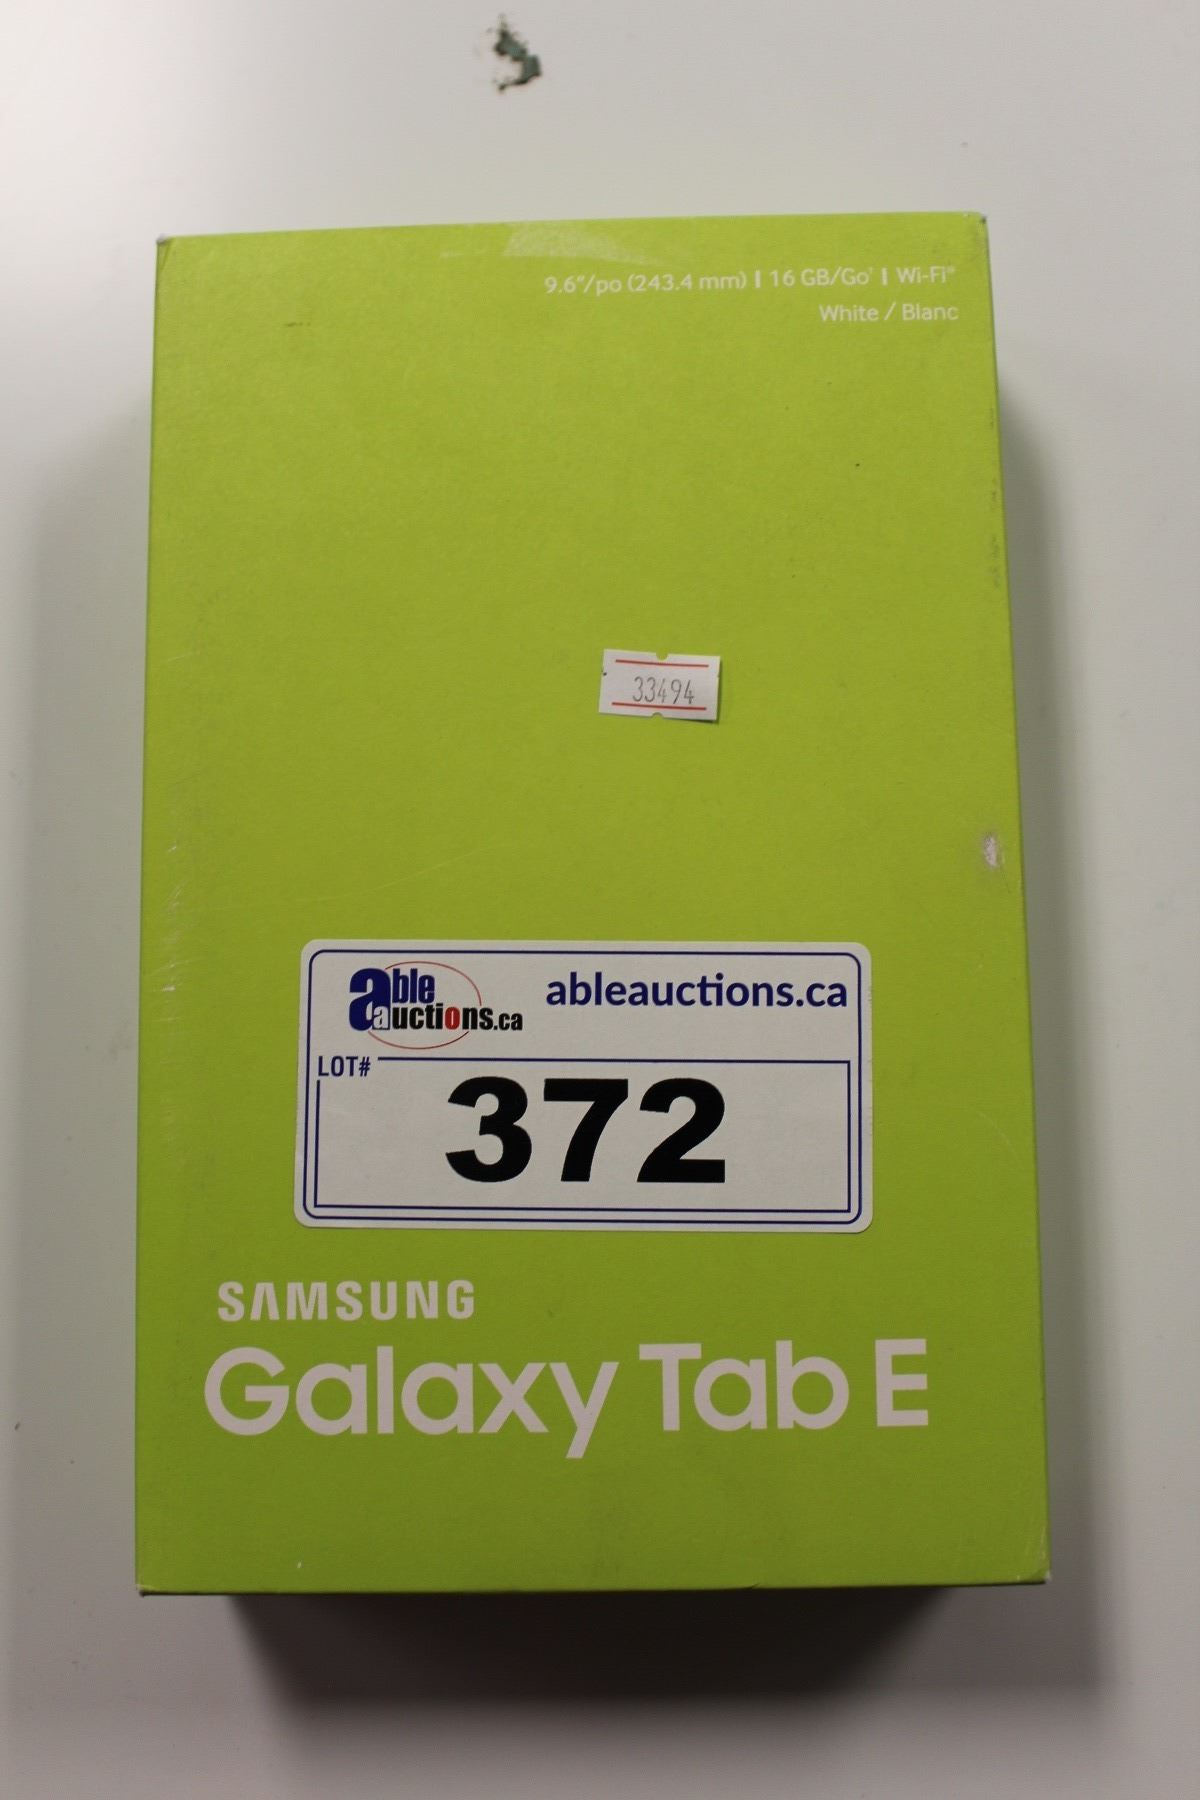 9.6"/po (243.4 mm) | 16 GB/Go† | Wi-Fi®
White / Blanc
33494
able auctions.ca
ableauctions.ca
LOT#
372
SAMSUNG
Galaxy Tab E